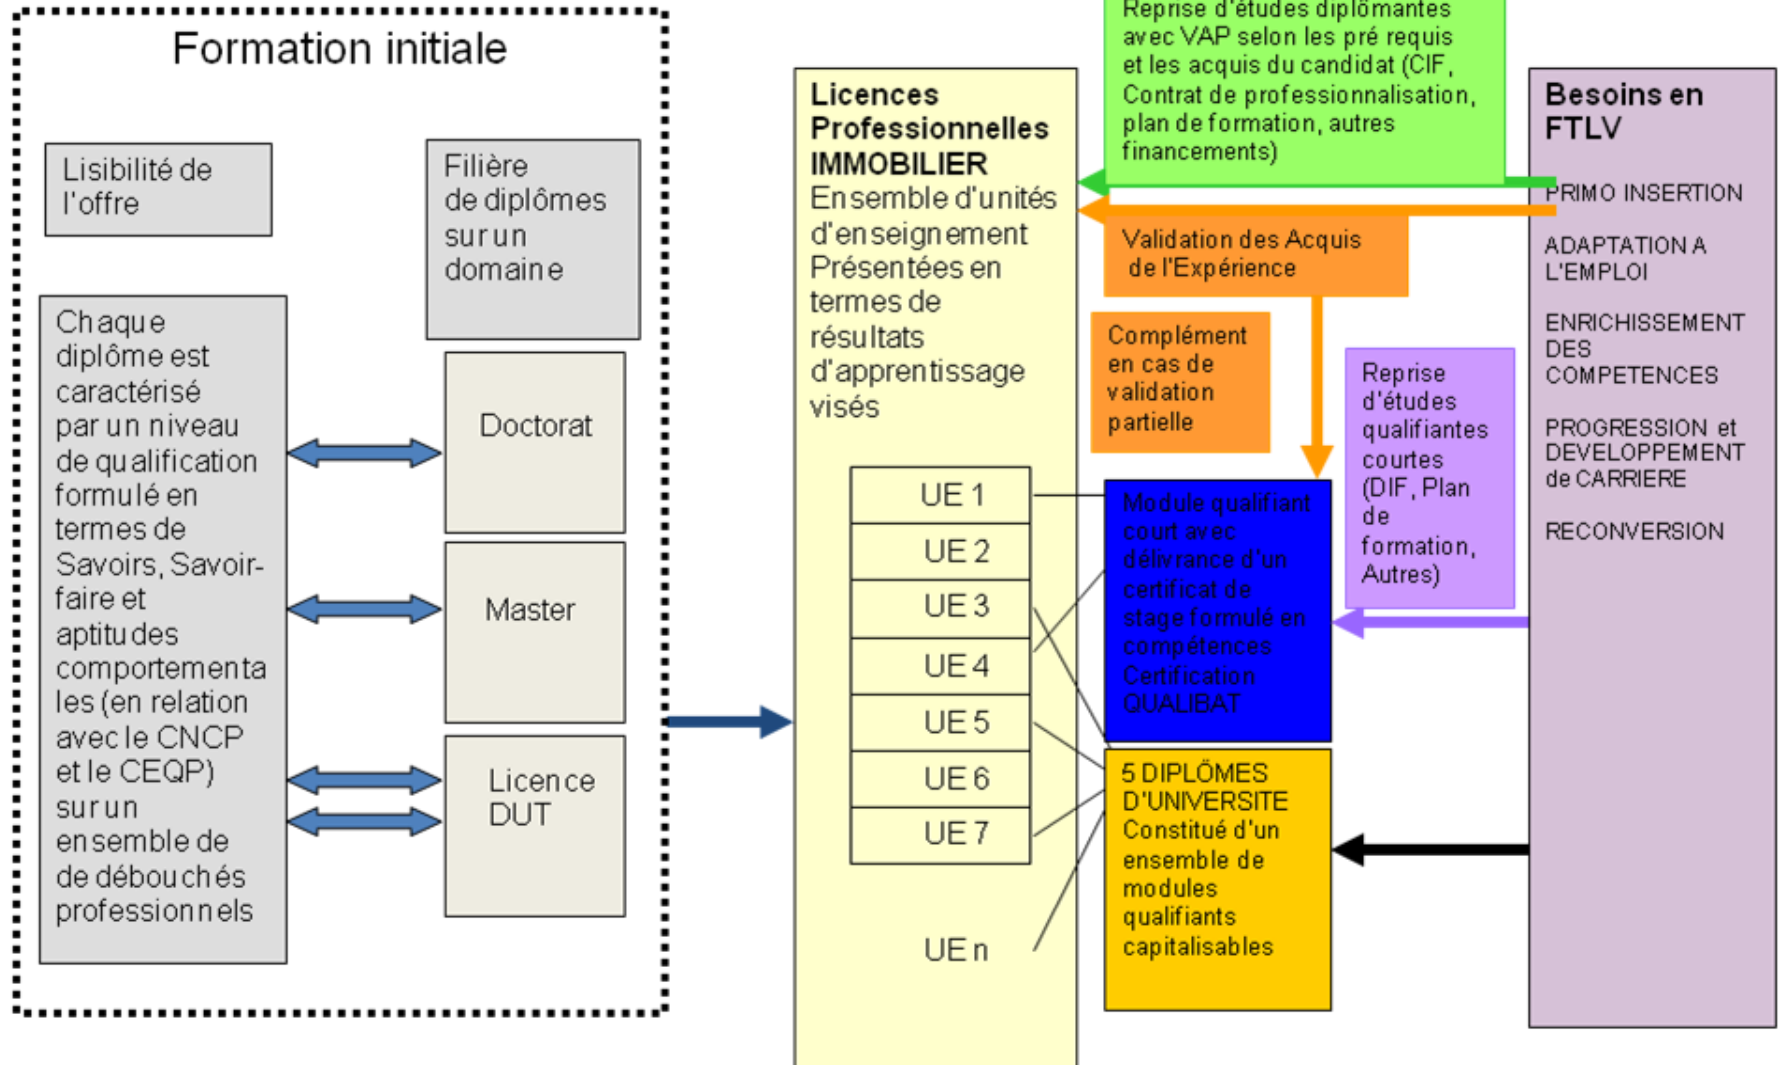 Formation initiale
Lisibilité de
l'offre
Filière
de diplômes
sur un
domaine
Chaque
diplôme est
caractérisé
par un niveau
de qualification
formulé en
termes de
Savoirs, Savoir-
faire et
aptitudes
comportementa
les (en relation
avec le CNCP
et le CEQP)
sur un
ensemble de
de débouchés
professionnels
Doctorat
Master
Licence
DUT
Licences
Professionnelles
IMMOBILIER
Ensemble d'unités
d'enseignement
Présentées en
termes de
résultats
d'apprentissage
visés
UE 1
UE 2
UE 3
UE 4
UE 5
UE 6
UE 7
UE n
Reprise d'études diplômantes
avec VAP selon les pré requis
et les acquis du candidat (CIF,
Contrat de professionnalisation,
plan de formation, autres
financements)
Validation des Acquis
de l'Expérience
Complément
en cas de
validation
partielle
Reprise
d'études
qualifiantes
courtes
(DIF, Plan
de
formation,
Autres)
Module qualifiant
court avec
délivrance d'un
certificat de
stage formulé en
compétences
Certification
QUALIBAT
5 DIPLÖMES
D'UNIVERSITE
Constitué d'un
ensemble de
modules
qualifiants
capitalisables
Besoins en
FTLV
PRIMO INSERTION
ADAPTATION A
L'EMPLOI
ENRICHISSEMENT
DES
COMPETENCES
PROGRESSION et
DEVELOPPEMENT
de CARRIERE
RECONVERSION